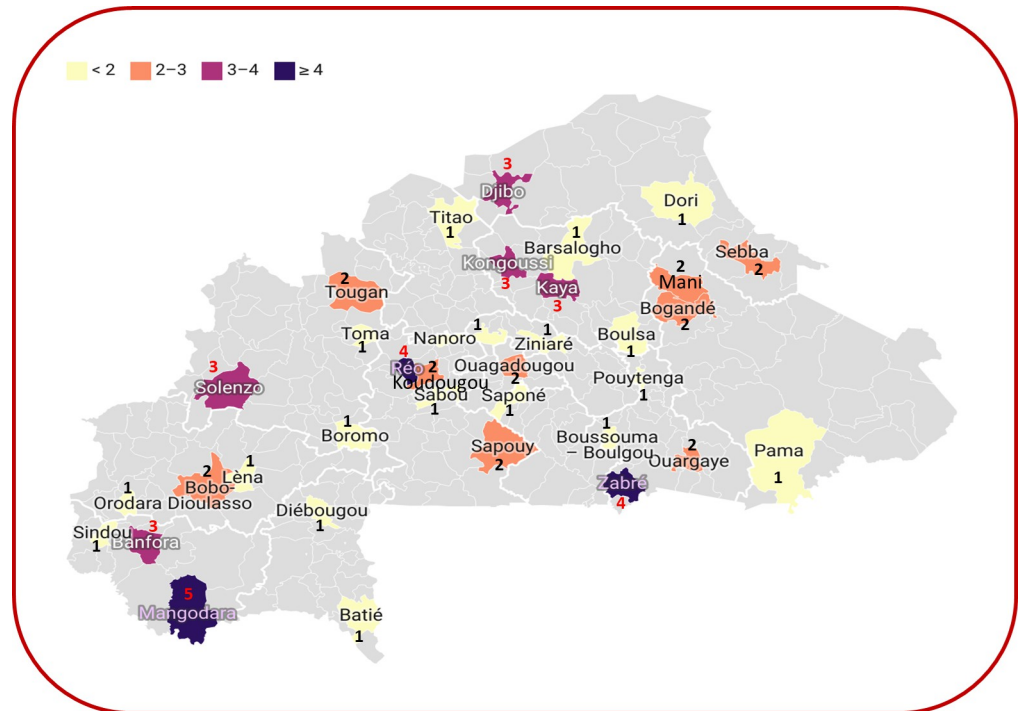 < 2 2–3 3–4 ≥ 4
3
Djibo
Dori
1
Titao
1
1
Barsalogho
Sebba
2
Kongoussi
3
Kaya
3
2
Mani
Bogandé
2
2
Tougan
Toma
1
1
Nanoro
1
Ziniaré
Boulsa
1
4
Réo
2
Koudougou
Ouagadougou
2
Sabou
1
Saponé
1
Pouytenga
1
3
Solenzo
1
Boromo
Sapouy
2
1
Boussouma
– Boulgou
2
Ouargaye
Pama
1
Zabré
4
2
Bobo-
Dioulasso
1
Lèna
1
Orodara
Diébougou
1
Sindou
1
3
Banfora
5
Mangodara
Batié
1